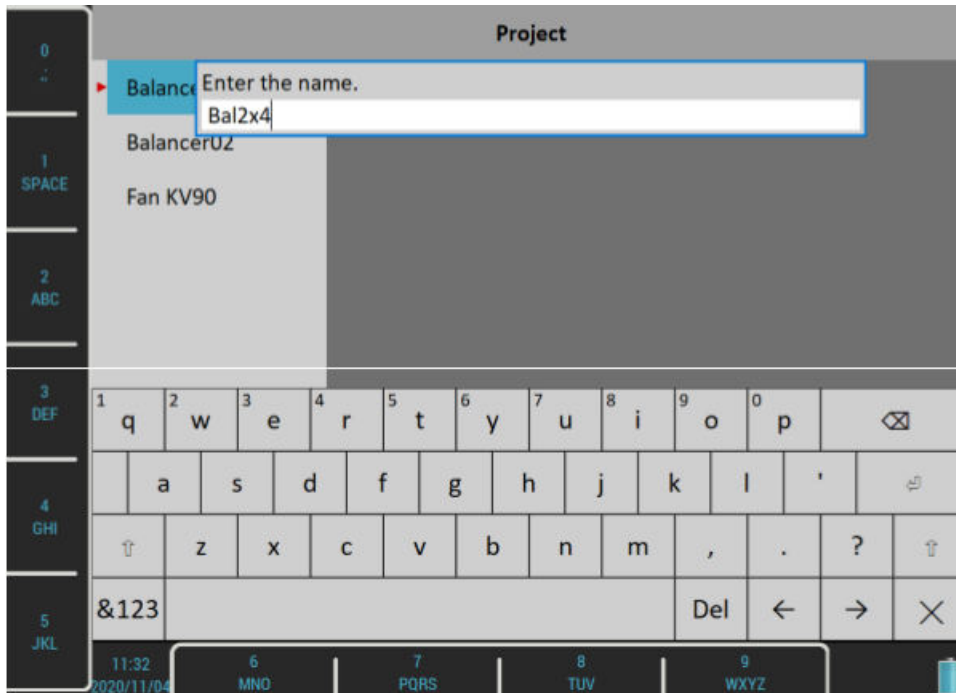 Project
Enter the name.
Bal2x4
Balance
Balancer02
Fan KV90
0
.:
1
SPACE
2
ABC
3
DEF
4
GHI
5
JKL
1 q 2 w 3 e 4 r 5 t 6 y 7 u 8 i 9 o 0 p ⌫
a s d f g h j k l ' ⏎
⇧ z x c v b n m , . ? ⇧
&123 Del ← → ×
11:32
2020/11/04
6
MNO
7
PQRS
8
TUV
9
WXYZ